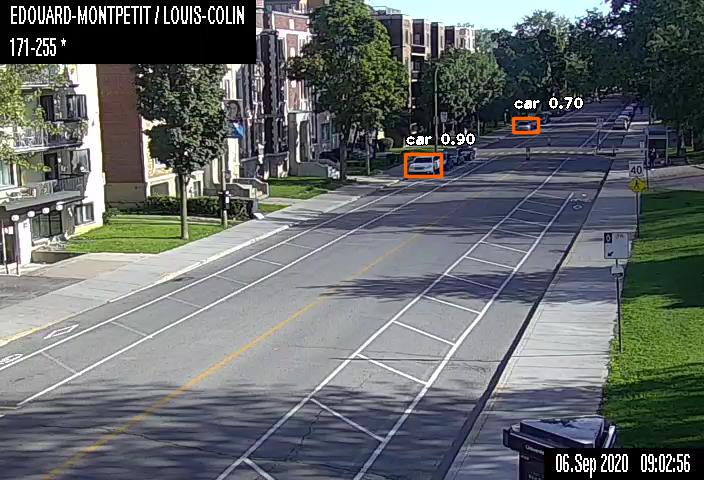 EDOUARD-MONTPETIT / LOUIS-COLIN
171-255 *
car 0.70
car 0.90
40
06.Sep 2020 09:02:56